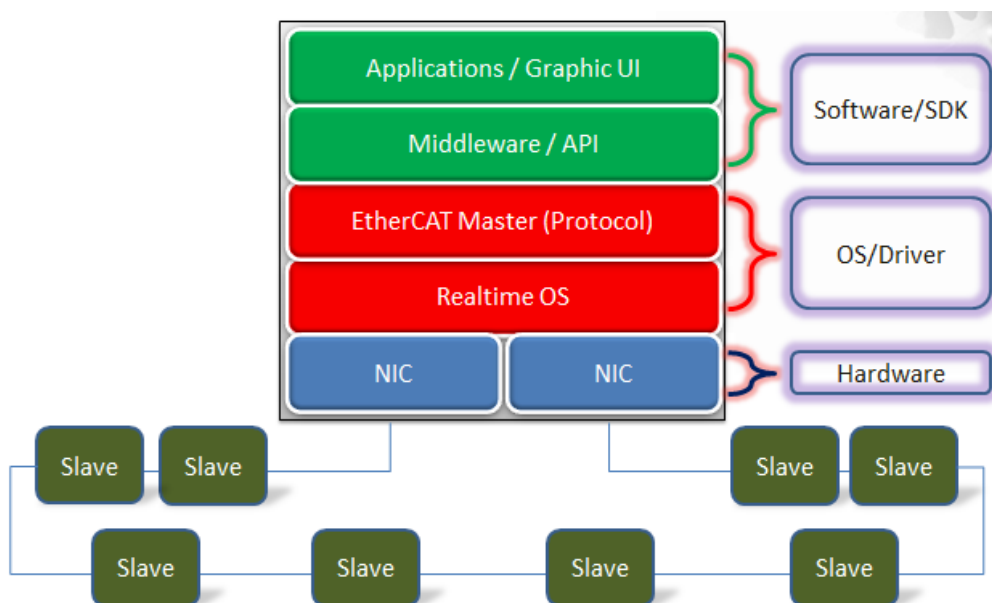 Applications / Graphic UI
Middleware / API
Software/SDK
EtherCAT Master (Protocol)
Realtime OS
OS/Driver
NIC
NIC
Hardware
Slave
Slave
Slave
Slave
Slave
Slave
Slave
Slave